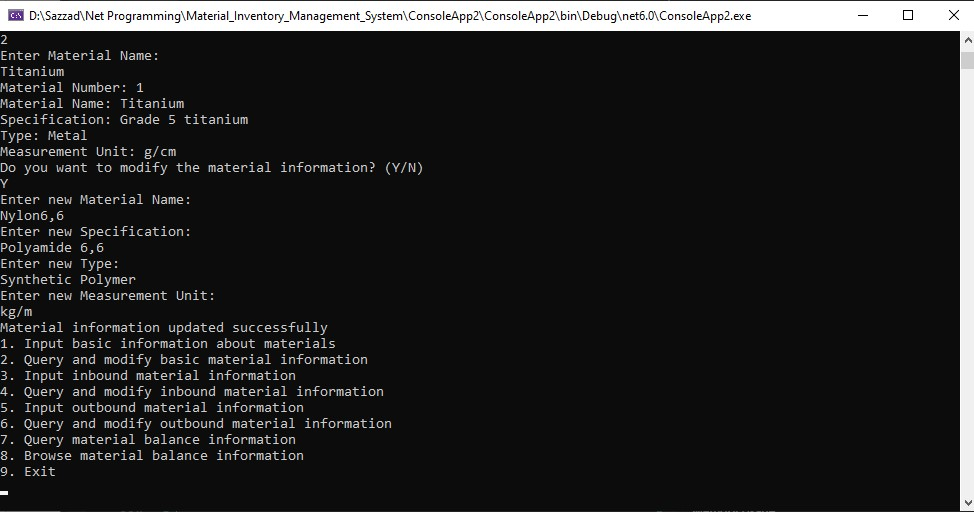 D:\Sazzad\Net Programming\Material_Inventory_Management_System\ConsoleApp2\ConsoleApp2\bin\Debug\net6.0\ConsoleApp2.exe
2
Enter Material Name:
Titanium
Material Number: 1
Material Name: Titanium
Specification: Grade 5 titanium
Type: Metal
Measurement Unit: g/cm
Do you want to modify the material information? (Y/N)
Y
Enter new Material Name:
Nylon6,6
Enter new Specification:
Polyamide 6,6
Enter new Type:
Synthetic Polymer
Enter new Measurement Unit:
kg/m
Material information updated successfully
1. Input basic information about materials
2. Query and modify basic material information
3. Input inbound material information
4. Query and modify inbound material information
5. Input outbound material information
6. Query and modify outbound material information
7. Query material balance information
8. Browse material balance information
9. Exit